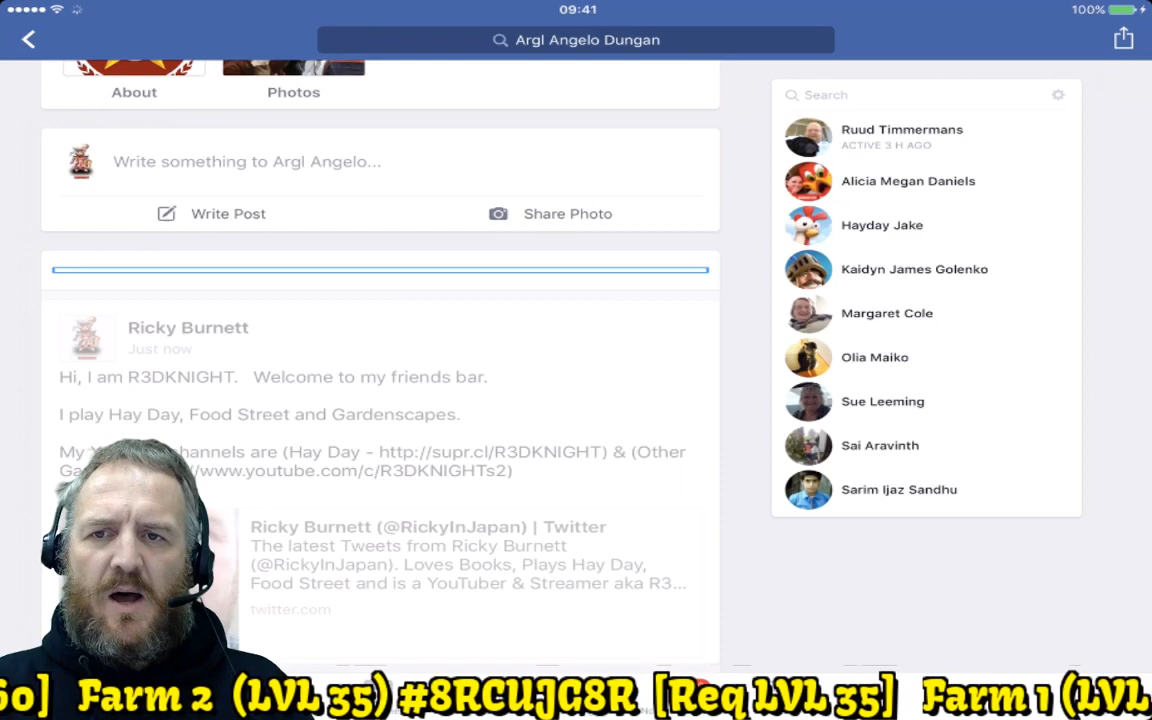 09:41
100%
Argl Angelo Dungan
About
Photos
Search
Ruud Timmermans
ACTIVE 3 H AGO
Write something to Argl Angelo...
Alicia Megan Daniels
Write Post
Share Photo
Hayday Jake
Kaidyn James Golenko
Margaret Cole
Olia Maiko
Sue Leeming
Sai Aravinth
Sarim Ijaz Sandhu
Ricky Burnett
Just now
Hi, I am R3DKNIGHT. Welcome to my friends bar.
I play Hay Day, Food Street and Gardenscapes.
My hannels are (Hay Day - http://supr.cl/R3DKNIGHT) & (Other
Ga //www.youtube.com/c/R3DKNIGHTs2)
Ricky Burnett (@RickyInJapan) | Twitter
The latest Tweets from Ricky Burnett
(@RickyInJapan). Loves Books, Plays Hay Day,
Food Street and is a YouTuber & Streamer aka R3...
twitter.com
60] Farm 2 (LVL 35) #8RCUJC8R [Req LVL 35] Farm 1 (LVL